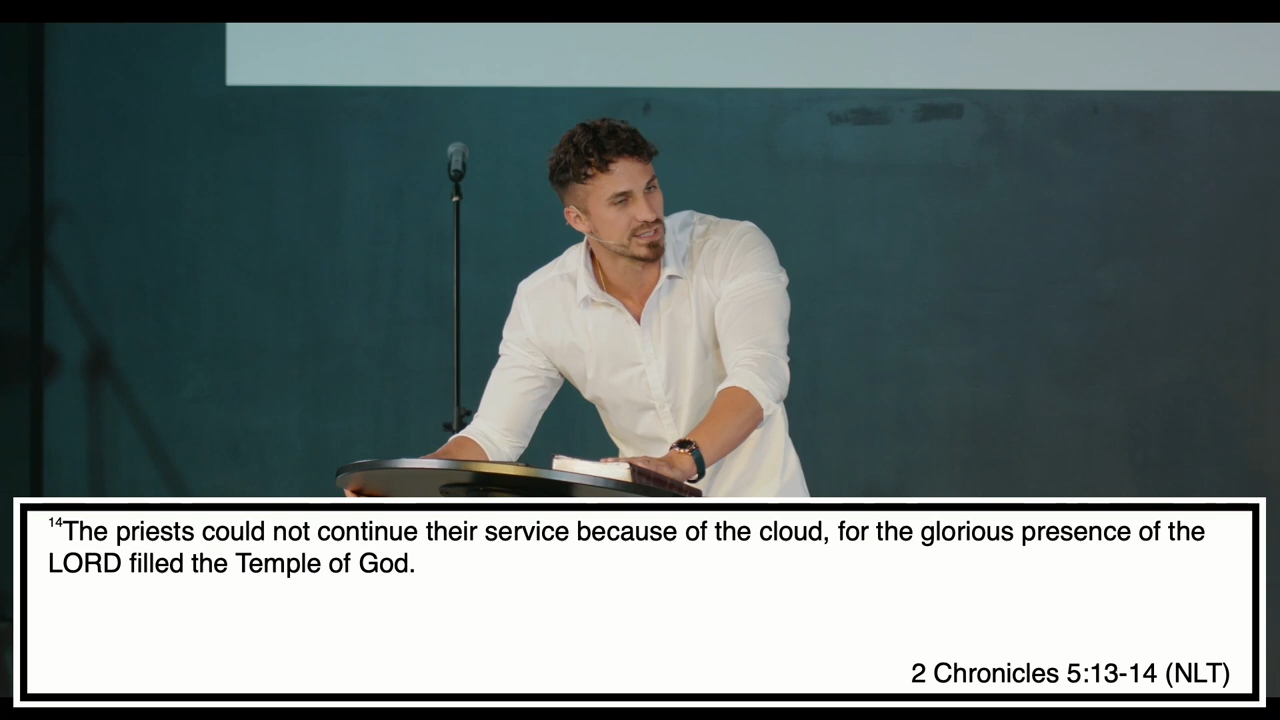 ¹⁴The priests could not continue their service because of the cloud, for the glorious presence of the
LORD filled the Temple of God.
2 Chronicles 5:13-14 (NLT)